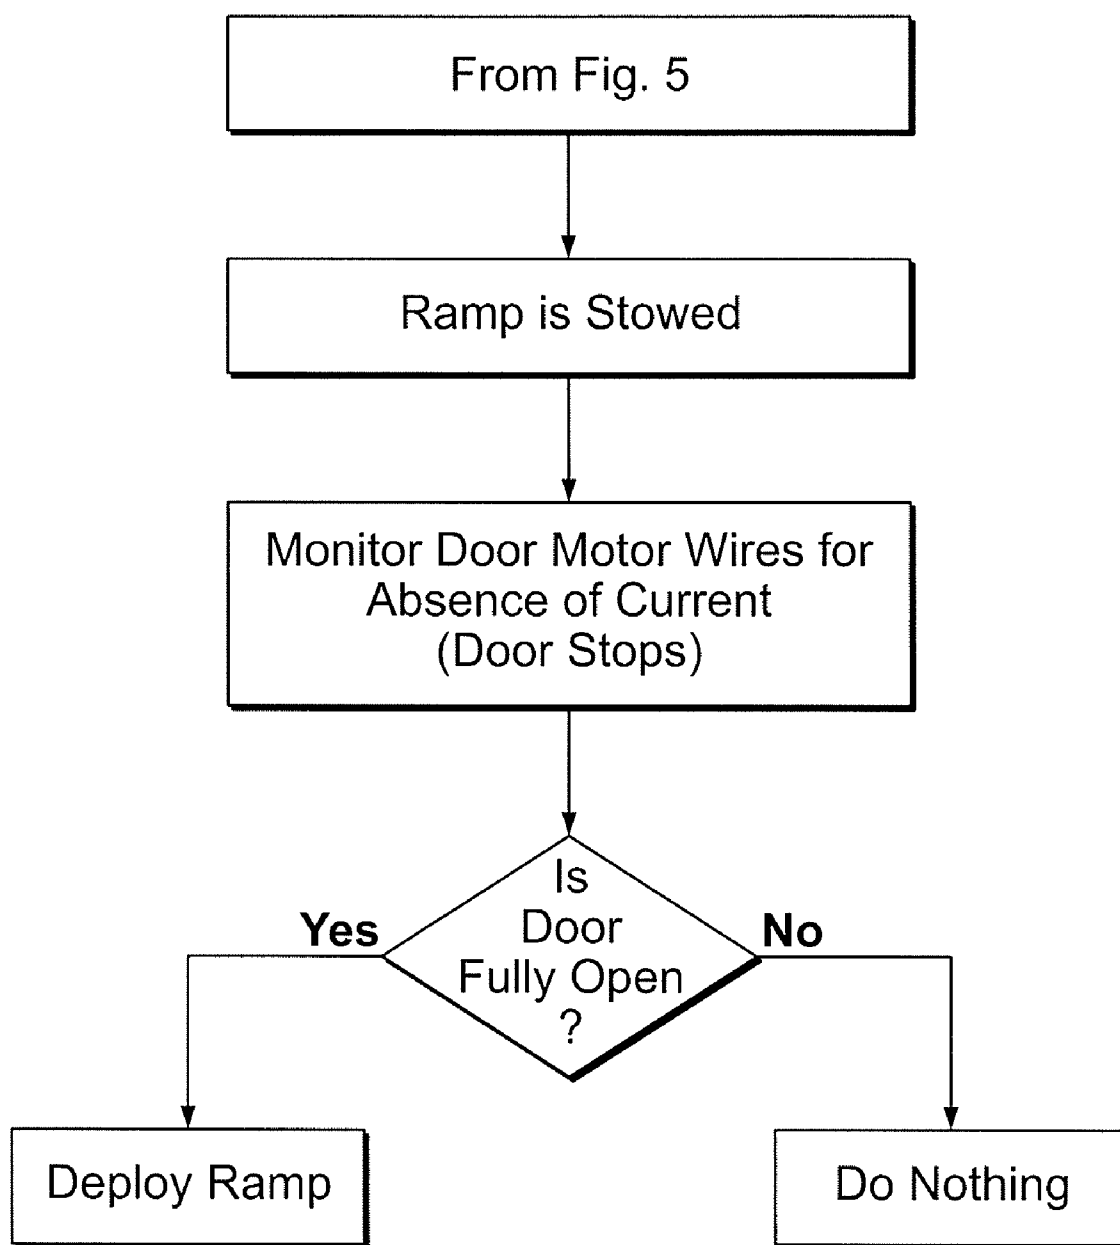 From Fig. 5
Ramp is Stowed
Monitor Door Motor Wires for
Absence of Current
(Door Stops)
Is
Door
Fully Open
?
Yes
No
Deploy Ramp
Do Nothing